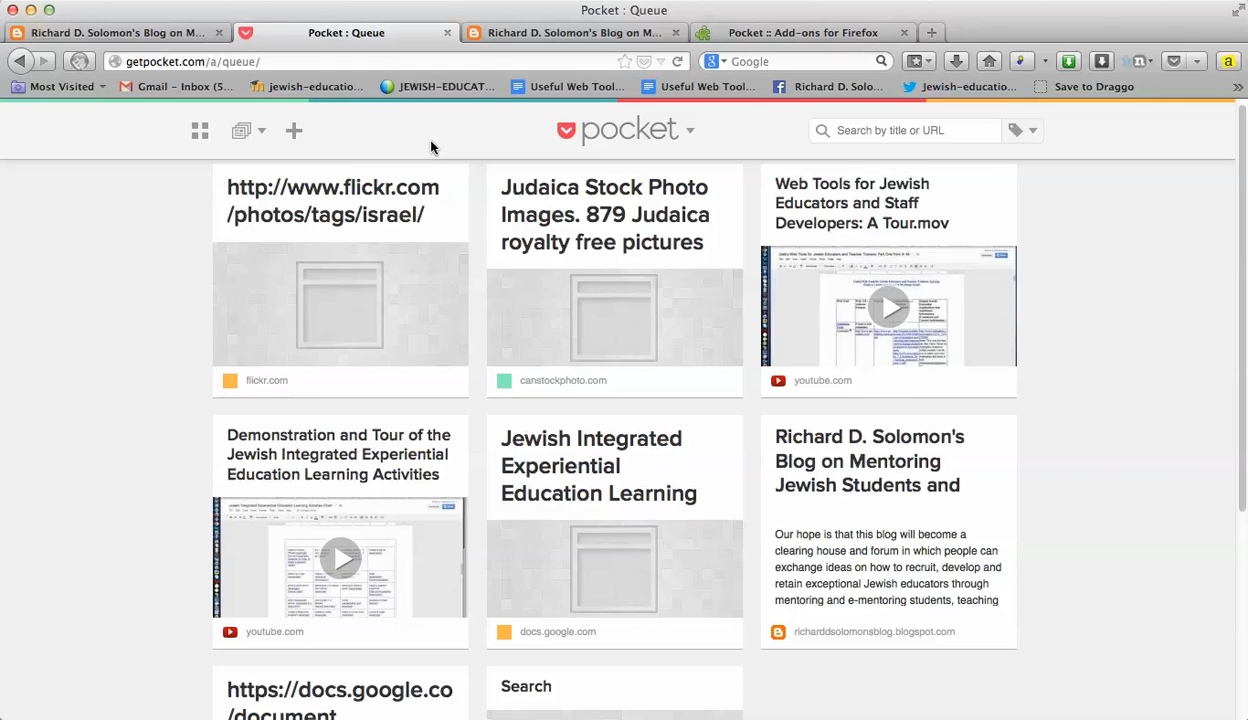 Pocket : Queue
Richard D. Solomon's Blog on M...
Pocket : Queue
Richard D. Solomon's Blog on M...
Pocket :: Add-ons for Firefox
getpocket.com/a/queue/
Google
Most Visited
Gmail - Inbox (5...
jewish-educatio...
JEWISH-EDUCAT...
Useful Web Tool...
Useful Web Tool...
Richard D. Solo...
Jewish-educatio...
Save to Draggo
pocket
Search by title or URL
http://www.flickr.com
/photos/tags/israel/
flickr.com
Judaica Stock Photo
Images. 879 Judaica
royalty free pictures
canstockphoto.com
Web Tools for Jewish
Educators and Staff
Developers: A Tour.mov
youtube.com
Demonstration and Tour of the
Jewish Integrated Experiential
Education Learning Activities
youtube.com
Jewish Integrated
Experiential
Education Learning
docs.google.com
Richard D. Solomon's
Blog on Mentoring
Jewish Students and
Our hope is that this blog will become a
clearing house and forum in which people can
exchange ideas on how to recruit, develop and
retain exceptional Jewish educators through
mentoring and e-mentoring students, teaching
richarddsolomonsblog.blogspot.com
https://docs.google.co
/document
Search